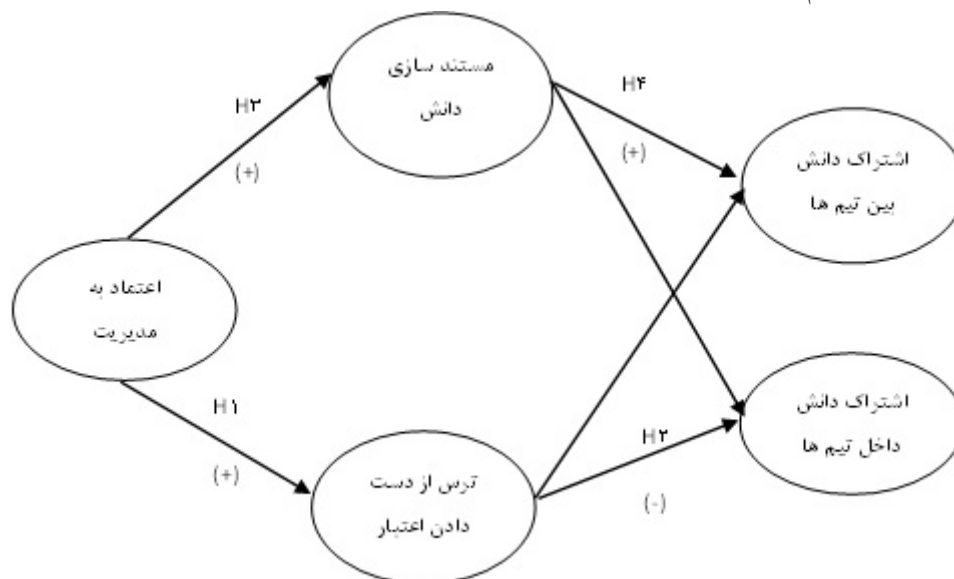 مستند سازی
دانش
H۳
(+)
H۴
(+)
اشتراک دانش
بین تیم ها
اعتماد به
مدیریت
H۱
(+)
ترس از دست
دادن اعتبار
H۲
(-)
اشتراک دانش
داخل تیم ها